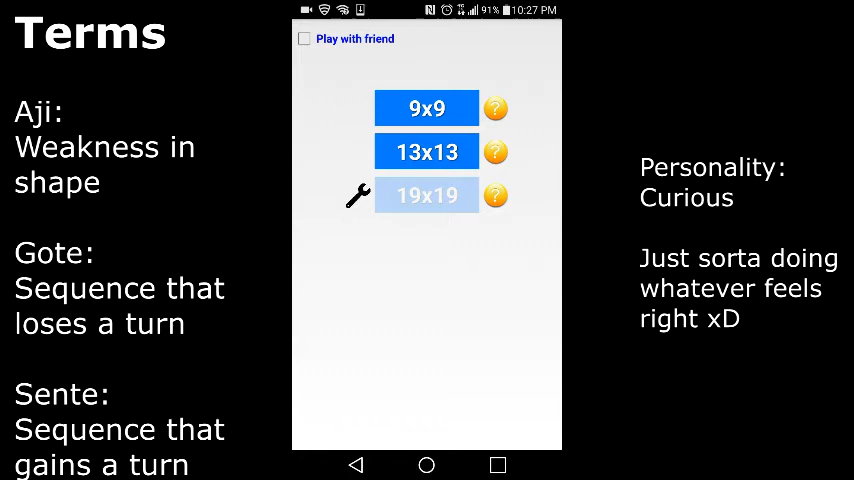 Terms
Aji:
Weakness in
shape
Gote:
Sequence that
loses a turn
Sente:
Sequence that
gains a turn
91% 10:27 PM
Play with friend
9x9 ?
13x13 ?
19x19 ?
Personality:
Curious
Just sorta doing
whatever feels
right xD